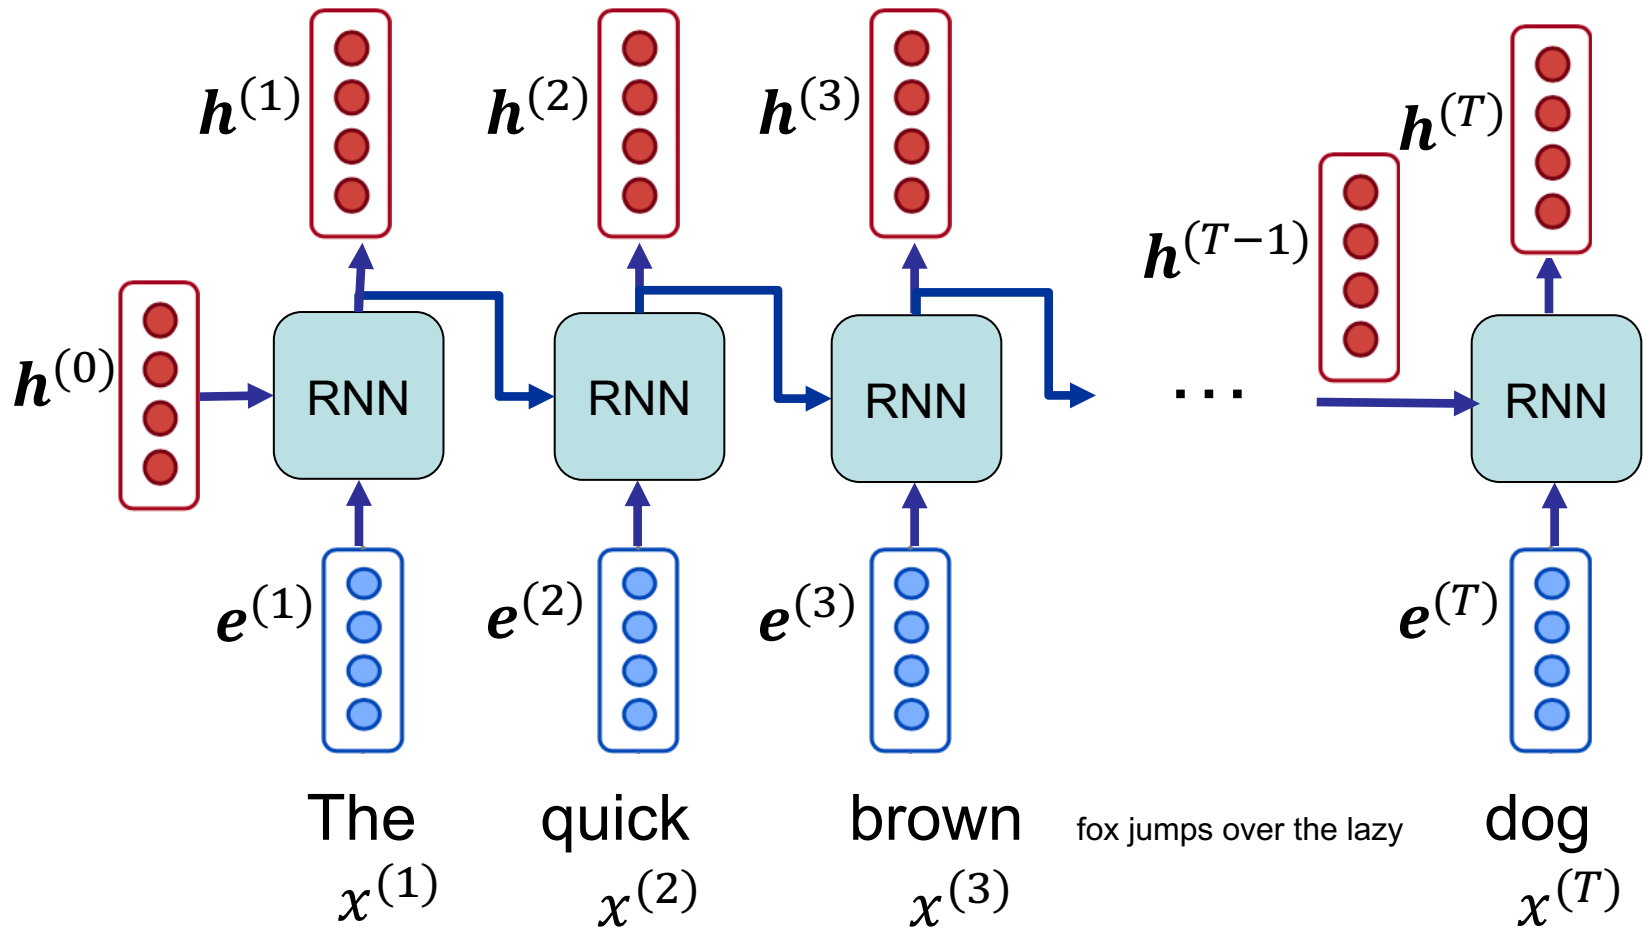 h^(1) h^(2) h^(3) h^(T)
h^(T−1)
h^(0) RNN RNN RNN ... RNN
e^(1) e^(2) e^(3) e^(T)
The quick brown fox jumps over the lazy dog
x^(1) x^(2) x^(3) x^(T)